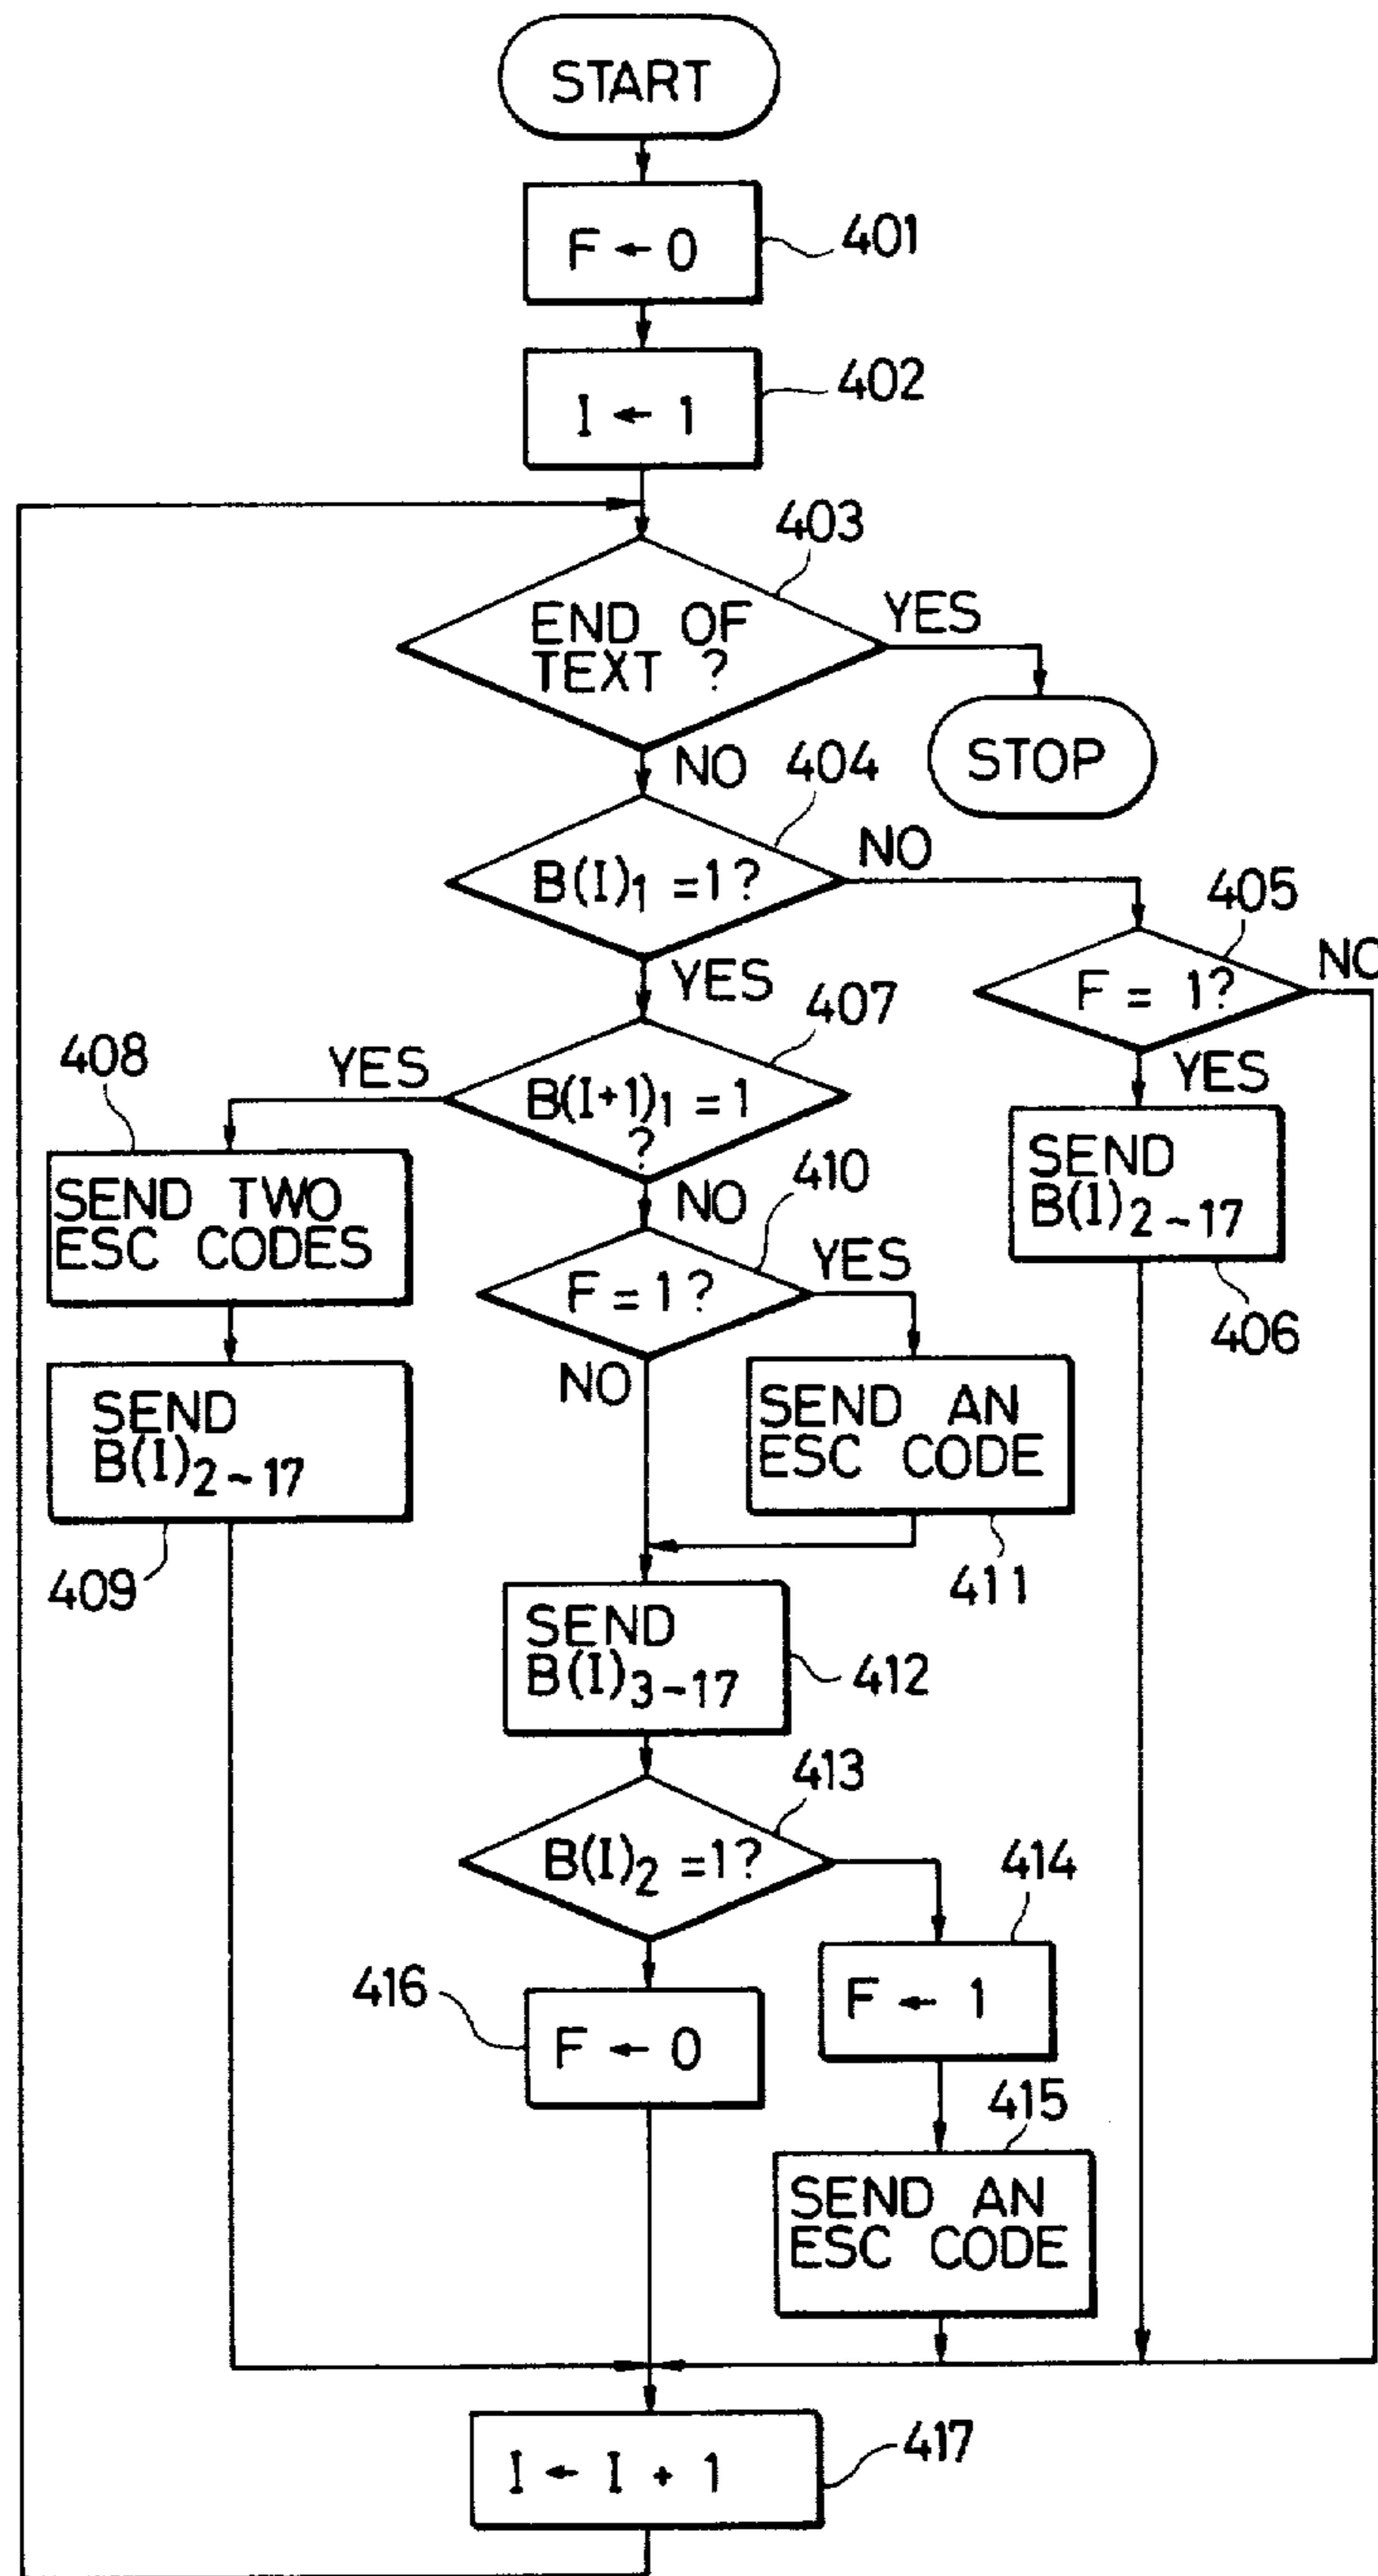 START
F ← 0
401
I ← 1
402
403
END OF
TEXT ?
YES
STOP
NO
404
B(I)1 =1?
NO
405
F = 1?
NO
YES
YES
407
408
YES
B(I+1)1 = 1
?
SEND TWO
ESC CODES
SEND
B(I)2~17
406
NO
410
F = 1?
YES
NO
SEND
B(I)2~17
409
SEND AN
ESC CODE
411
SEND
B(I)3~17
412
413
B(I)2 =1?
414
F ← 1
416
F ← 0
415
SEND AN
ESC CODE
I ← I + 1
417